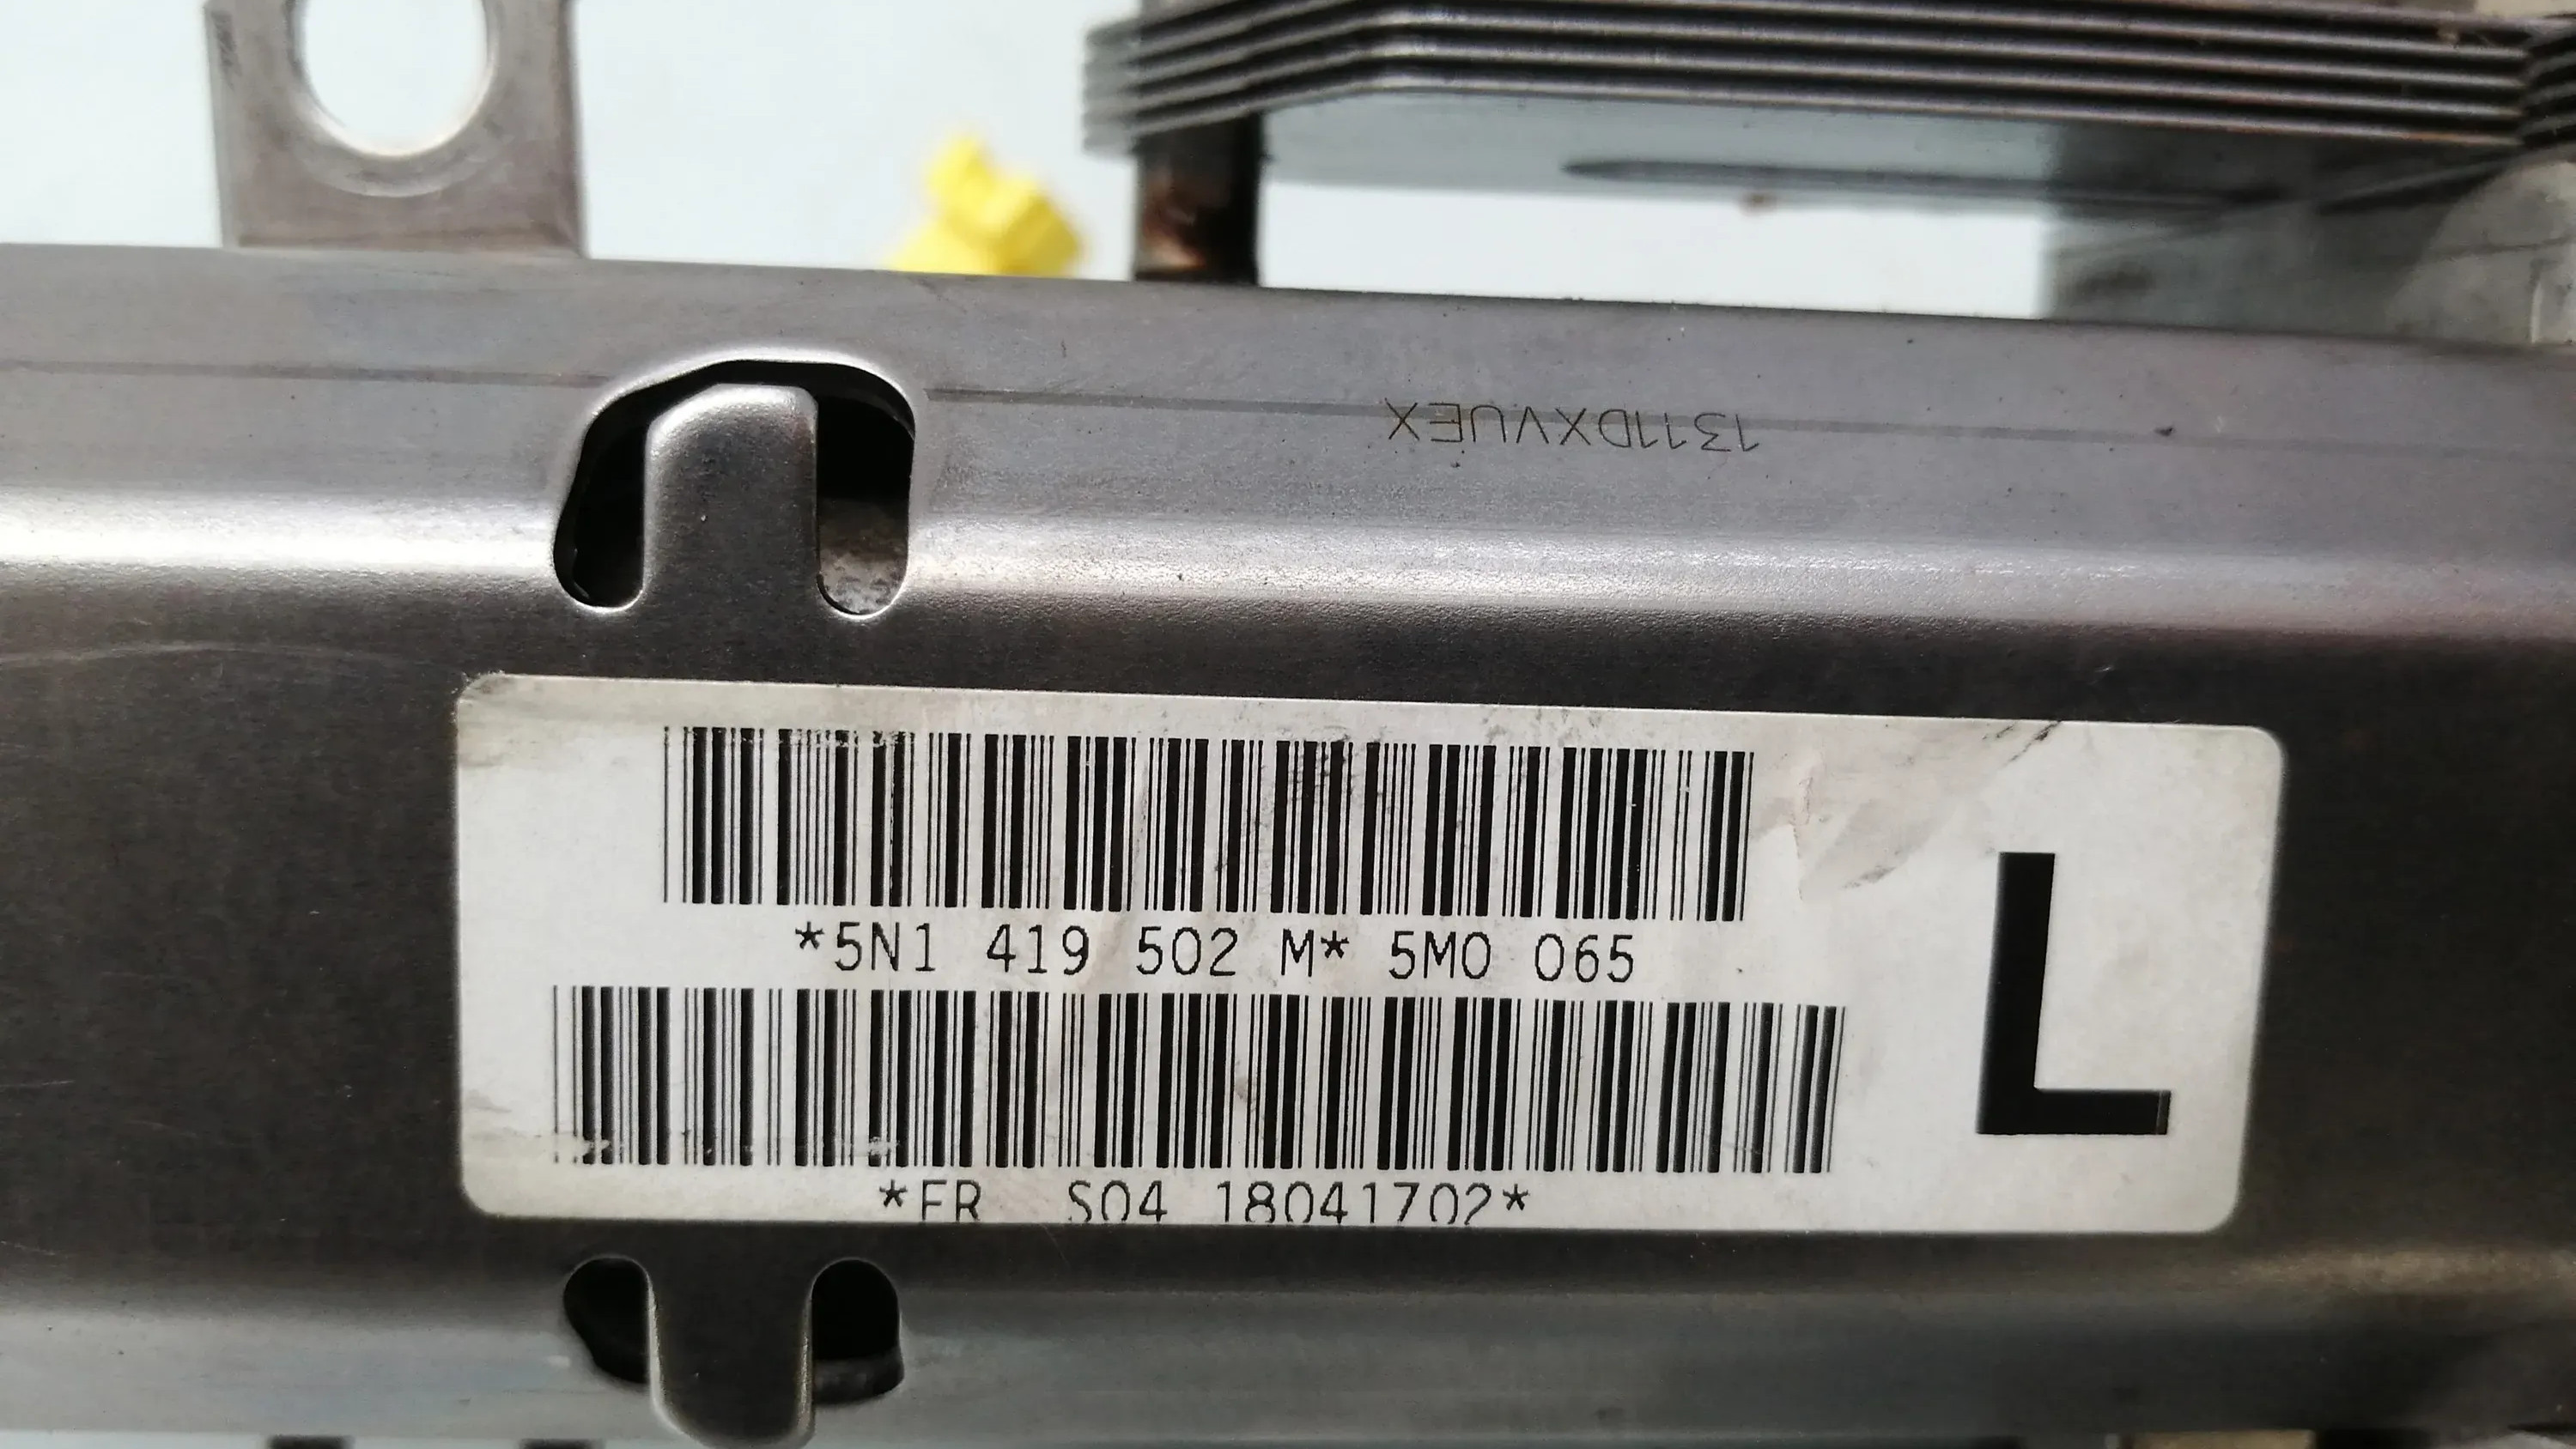 1311DXVUEX
*5N1 419 502 M* 5M0 065
*FR S04 18041702*
L